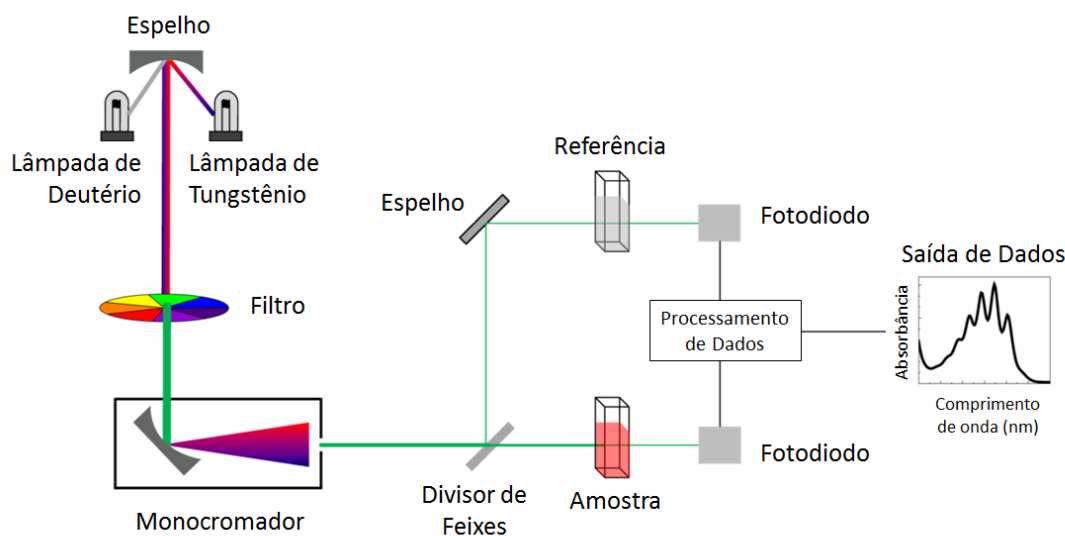 Espelho
Lâmpada de
Deutério
Lâmpada de
Tungstênio
Filtro
Monocromador
Espelho
Referência
Fotodiodo
Processamento
de Dados
Divisor de
Feixes
Amostra
Fotodiodo
Saída de Dados
Absorbância
Comprimento
de onda (nm)